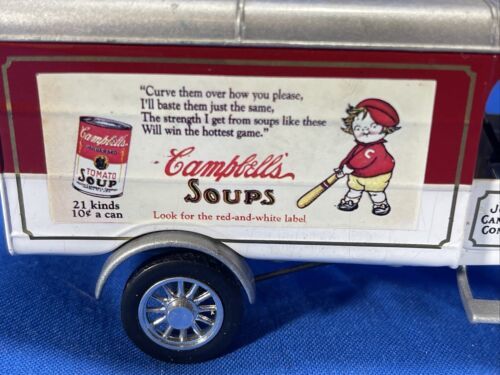 "Curve them over how you please,
I'll baste them just the same,
The strength I get from soups like these
Will win the hottest game."
Campbell's
TOMATO
SOUP
21 kinds
10¢ a can
Campbell's
SOUPS
Look for the red-and-white label
C